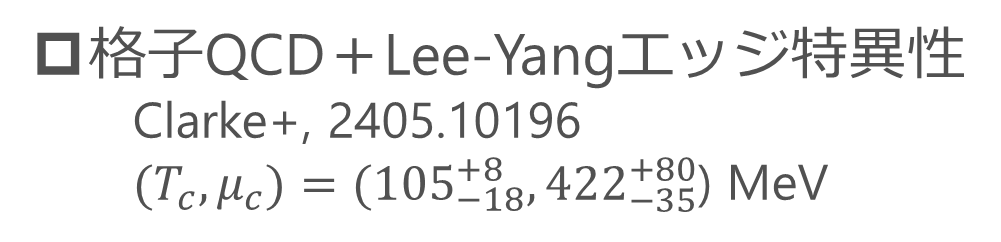 格子QCD＋Lee-Yangエッジ特異性
Clarke+, 2405.10196
$(T_c, \mu_c) = (105^{+8}_{-18}, 422^{+80}_{-35})$ MeV